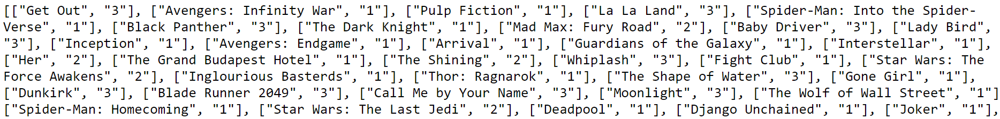 [["Get Out", "3"], ["Avengers: Infinity War", "1"], ["Pulp Fiction", "1"], ["La La Land", "3"], ["Spider-Man: Into the Spider-
Verse", "1"], ["Black Panther", "3"], ["The Dark Knight", "1"], ["Mad Max: Fury Road", "2"], ["Baby Driver", "3"], ["Lady Bird",
"3"], ["Inception", "1"], ["Avengers: Endgame", "1"], ["Arrival", "1"], ["Guardians of the Galaxy", "1"], ["Interstellar", "1"],
["Her", "2"], ["The Grand Budapest Hotel", "1"], ["The Shining", "2"], ["Whiplash", "3"], ["Fight Club", "1"], ["Star Wars: The
Force Awakens", "2"], ["Inglourious Basterds", "1"], ["Thor: Ragnarok", "1"], ["The Shape of Water", "3"], ["Gone Girl", "1"],
["Dunkirk", "3"], ["Blade Runner 2049", "3"], ["Call Me by Your Name", "3"], ["Moonlight", "3"], ["The Wolf of Wall Street", "1"]
["Spider-Man: Homecoming", "1"], ["Star Wars: The Last Jedi", "2"], ["Deadpool", "1"], ["Django Unchained", "1"], ["Joker", "1"],